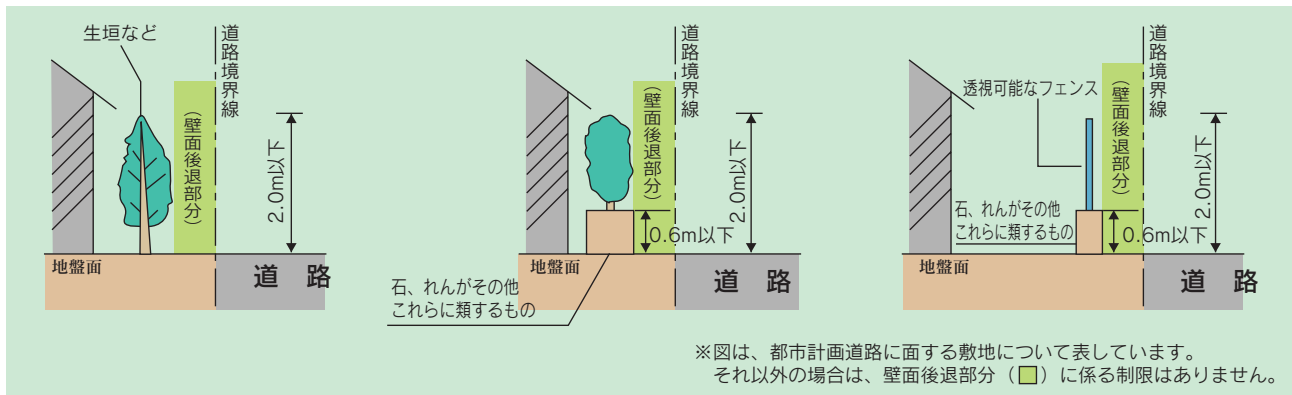 生垣など
道路境界線
(壁面後退部分)
2.0m以下
地盤面
道 路
道路境界線
(壁面後退部分)
2.0m以下
0.6m以下
地盤面
道 路
石、れんがその他
これらに類するもの
道路境界線
透視可能なフェンス
(壁面後退部分)
2.0m以下
石、れんがその他
これらに類するもの
0.6m以下
地盤面
道 路
※図は、都市計画道路に面する敷地について表しています。
それ以外の場合は、壁面後退部分（□）に係る制限はありません。